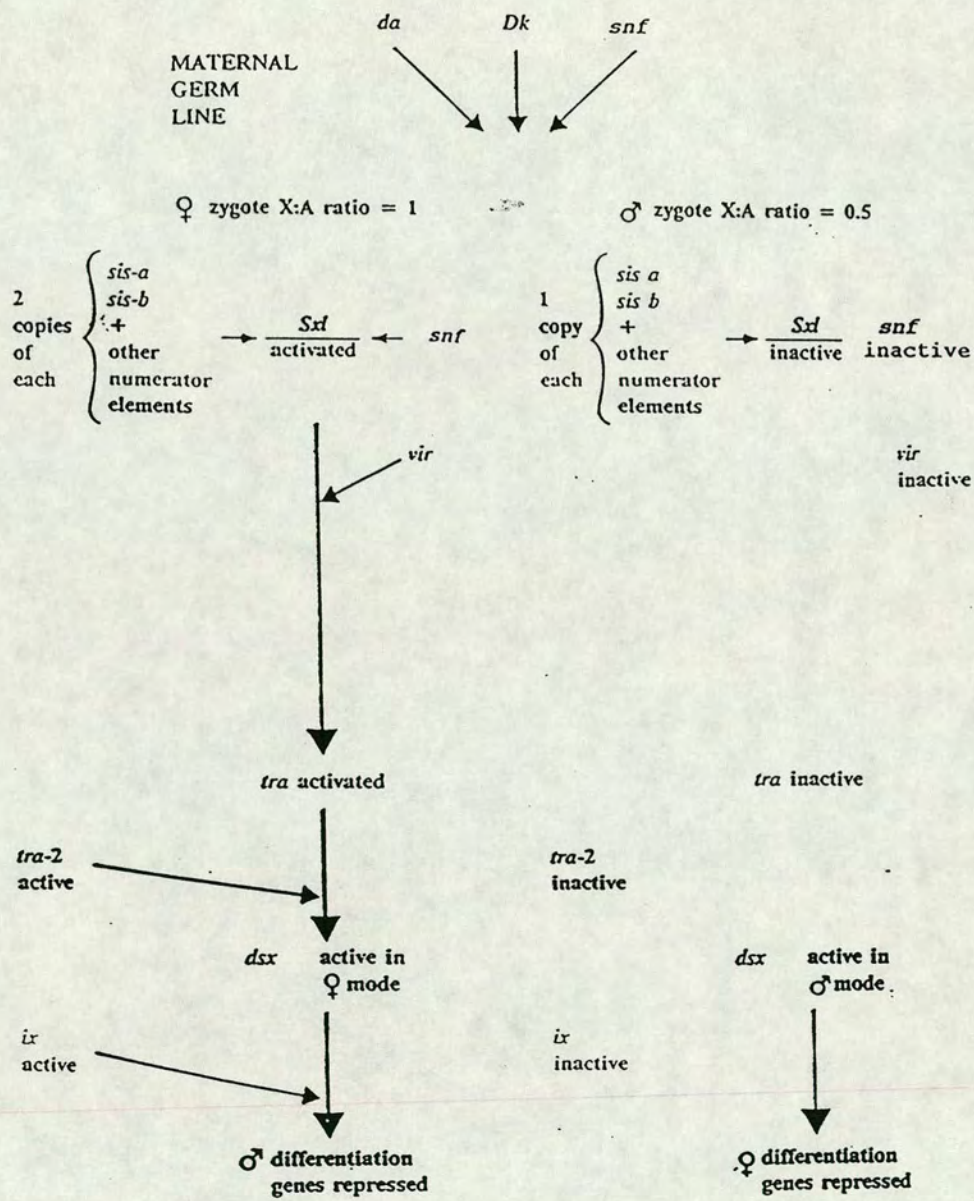 da Dk snf
MATERNAL
GERM
LINE
♀ zygote X:A ratio = 1
♂ zygote X:A ratio = 0.5
2
copies
of
each
sis-a
sis-b
+
other
numerator
elements
Sxl
activated
snf
1
copy
of
each
sis a
sis b
+
other
numerator
elements
Sxl
inactive
snf
inactive
vir
vir
inactive
tra activated
tra inactive
tra-2
active
tra-2
inactive
dsx active in
♀ mode
dsx active in
♂ mode
ix
active
ix
inactive
♂ differentiation
genes repressed
♀ differentiation
genes repressed